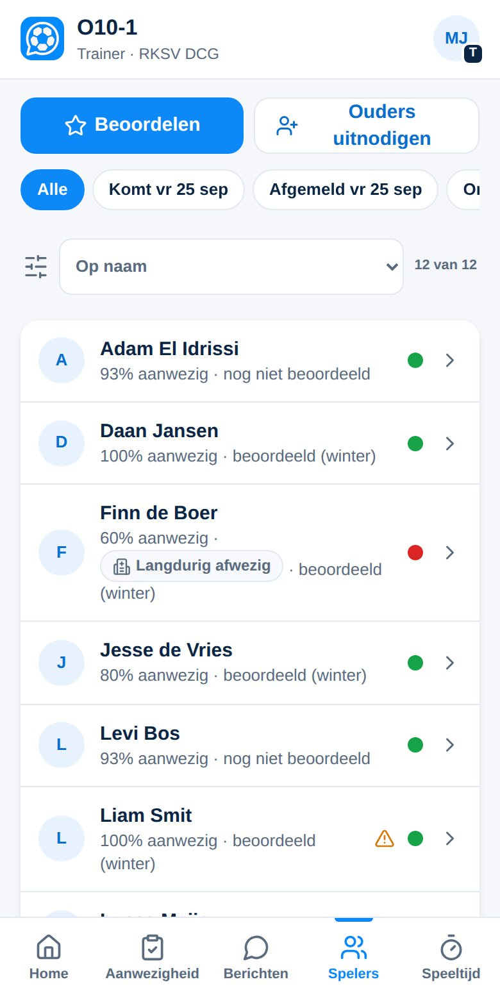 O10-1
Trainer · RKSV DCG
MJ
T
Beoordelen
Ouders
uitnodigen
Alle
Komt vr 25 sep
Afgemeld vr 25 sep
Op naam
12 van 12
A
Adam El Idrissi
93% aanwezig · nog niet beoordeeld
D
Daan Jansen
100% aanwezig · beoordeeld (winter)
F
Finn de Boer
60% aanwezig ·
Langdurig afwezig · beoordeeld
(winter)
J
Jesse de Vries
80% aanwezig · beoordeeld (winter)
L
Levi Bos
93% aanwezig · nog niet beoordeeld
L
Liam Smit
100% aanwezig · beoordeeld
(winter)
Home
Aanwezigheid
Berichten
Spelers
Speeltijd